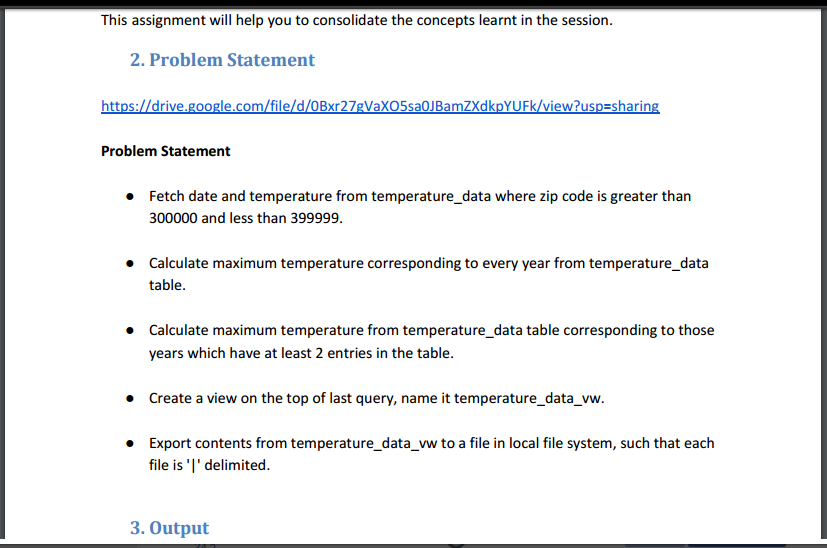 This assignment will help you to consolidate the concepts learnt in the session.
2. Problem Statement
https://drive.google.com/file/d/0Bxr27gVaXO5sa0JBamZXdkpYUFk/view?usp=sharing
Problem Statement
● Fetch date and temperature from temperature_data where zip code is greater than
300000 and less than 399999.
● Calculate maximum temperature corresponding to every year from temperature_data
table.
● Calculate maximum temperature from temperature_data table corresponding to those
years which have at least 2 entries in the table.
● Create a view on the top of last query, name it temperature_data_vw.
● Export contents from temperature_data_vw to a file in local file system, such that each
file is '|' delimited.
3. Output